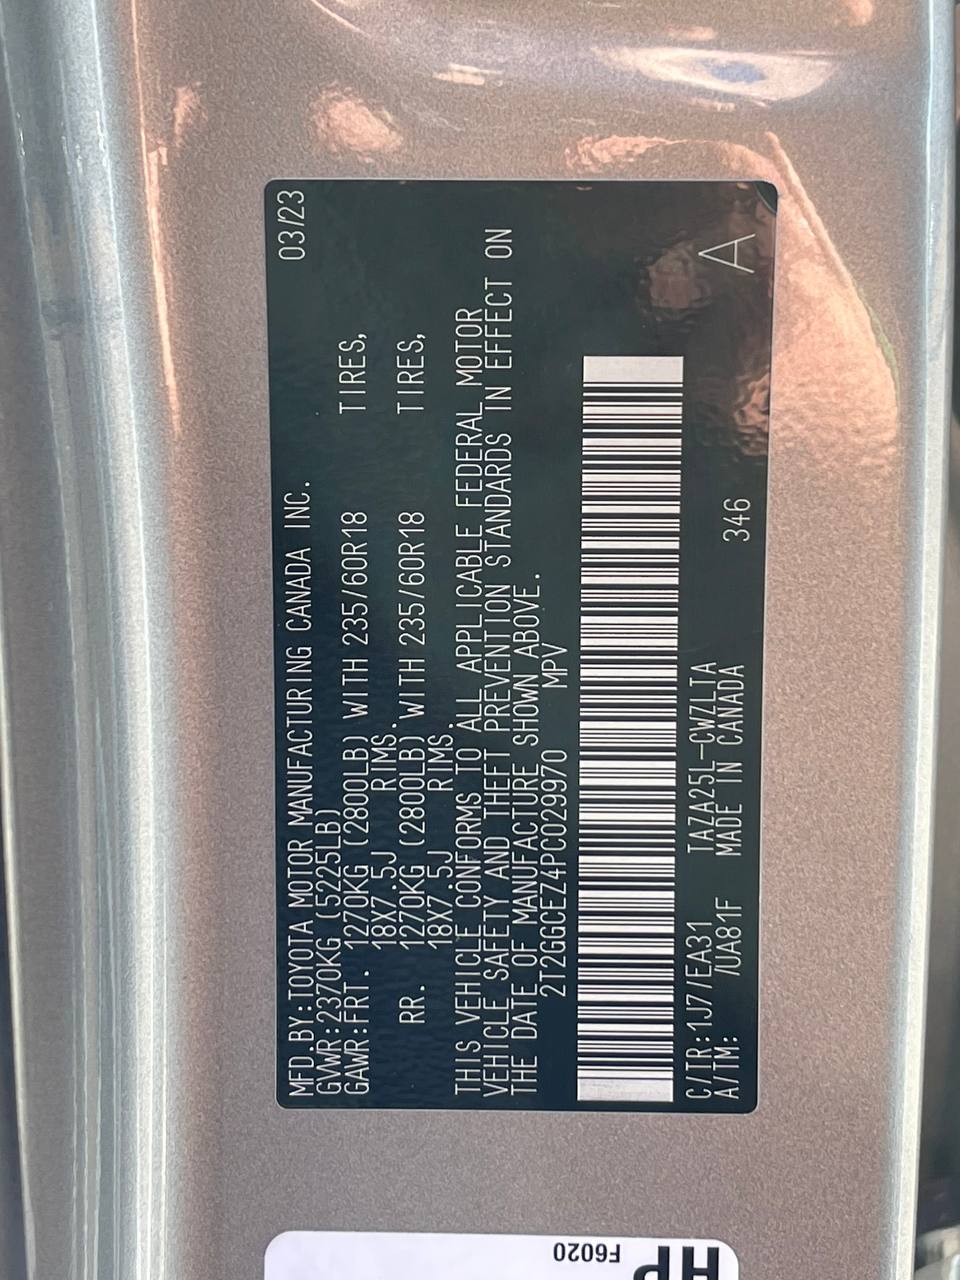 03/23
MFD.BY:TOYOTA MOTOR MANUFACTURING CANADA INC.
GVWR:2370KG(5225LB)
GAWR:FRT. 1270KG (2800LB) WITH 235/60R18 TIRES,
18X7.5J RIMS.
RR. 1270KG (2800LB) WITH 235/60R18 TIRES,
18X7.5J RIMS.
THIS VEHICLE CONFORMS TO ALL APPLICABLE FEDERAL MOTOR
VEHICLE SAFETY AND THEFT PREVENTION STANDARDS IN EFFECT ON
THE DATE OF MANUFACTURE SHOWN ABOVE.
2T2GGCEZ4PC029970 MPV
C/TR:1J7/EA31 TAZA25L-CWZLTA
A/TM: /UA81F MADE IN CANADA 346
A
F6020
HP